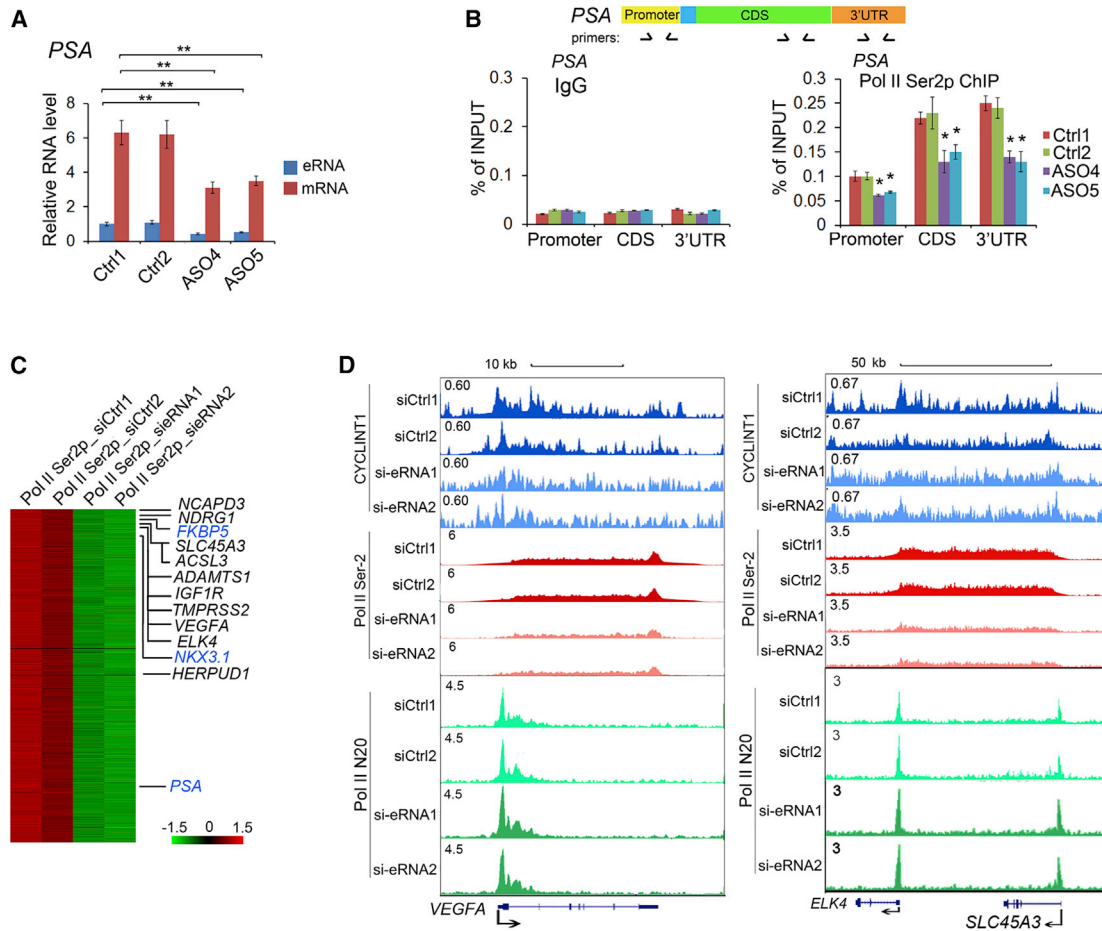 A
PSA
**
**
**
**
Relative RNA level
8
6
4
2
0
eRNA
mRNA
Ctrl1
Ctrl2
ASO4
ASO5
B
PSA
Promoter
CDS
3'UTR
primers:
PSA
IgG
% of INPUT
0.3
0.2
0.1
0
Promoter
CDS
3'UTR
PSA
Pol II Ser2p ChIP
% of INPUT
0.3
0.25
0.2
0.15
0.1
0.05
0
* *
* *
* *
Ctrl1
Ctrl2
ASO4
ASO5
Promoter
CDS
3'UTR
C
Pol II Ser2p_siCtrl1
Pol II Ser2p_siCtrl2
Pol II Ser2p_sieRNA1
Pol II Ser2p_sieRNA2
NCAPD3
NDRG1
FKBP5
SLC45A3
ACSL3
ADAMTS1
IGF1R
TMPRSS2
VEGFA
ELK4
NKX3.1
HERPUD1
PSA
-1.5 0 1.5
D
10 kb
CYCLINT1
siCtrl1
0.60
siCtrl2
0.60
si-eRNA1
0.60
si-eRNA2
0.60
Pol II Ser-2
siCtrl1
6
siCtrl2
6
si-eRNA1
6
si-eRNA2
6
Pol II N20
siCtrl1
4.5
siCtrl2
4.5
si-eRNA1
4.5
si-eRNA2
4.5
VEGFA
50 kb
CYCLINT1
siCtrl1
0.67
siCtrl2
0.67
si-eRNA1
0.67
si-eRNA2
0.67
Pol II Ser-2
siCtrl1
3.5
siCtrl2
3.5
si-eRNA1
3.5
si-eRNA2
3.5
Pol II N20
siCtrl1
3
siCtrl2
3
si-eRNA1
3
si-eRNA2
3
ELK4
SLC45A3